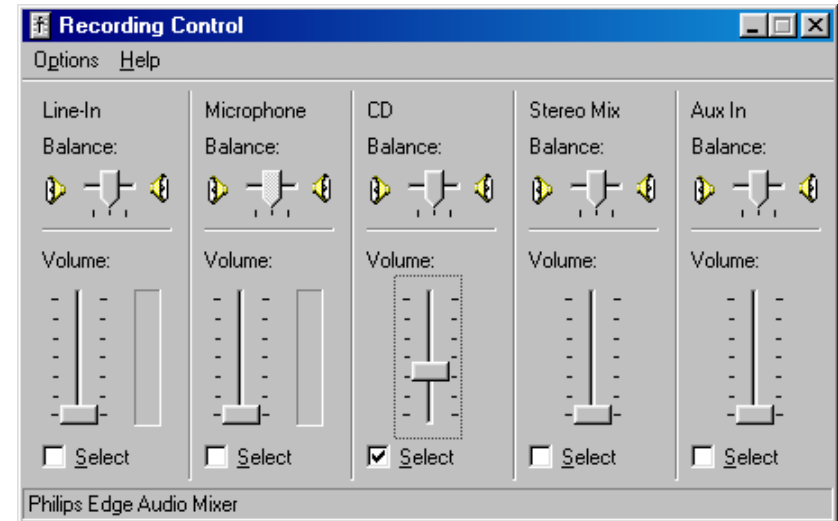 Recording Control
Options Help
Line-In Microphone CD Stereo Mix Aux In
Balance: Balance: Balance: Balance: Balance:
Volume: Volume: Volume: Volume: Volume:
Select Select Select Select Select
Philips Edge Audio Mixer